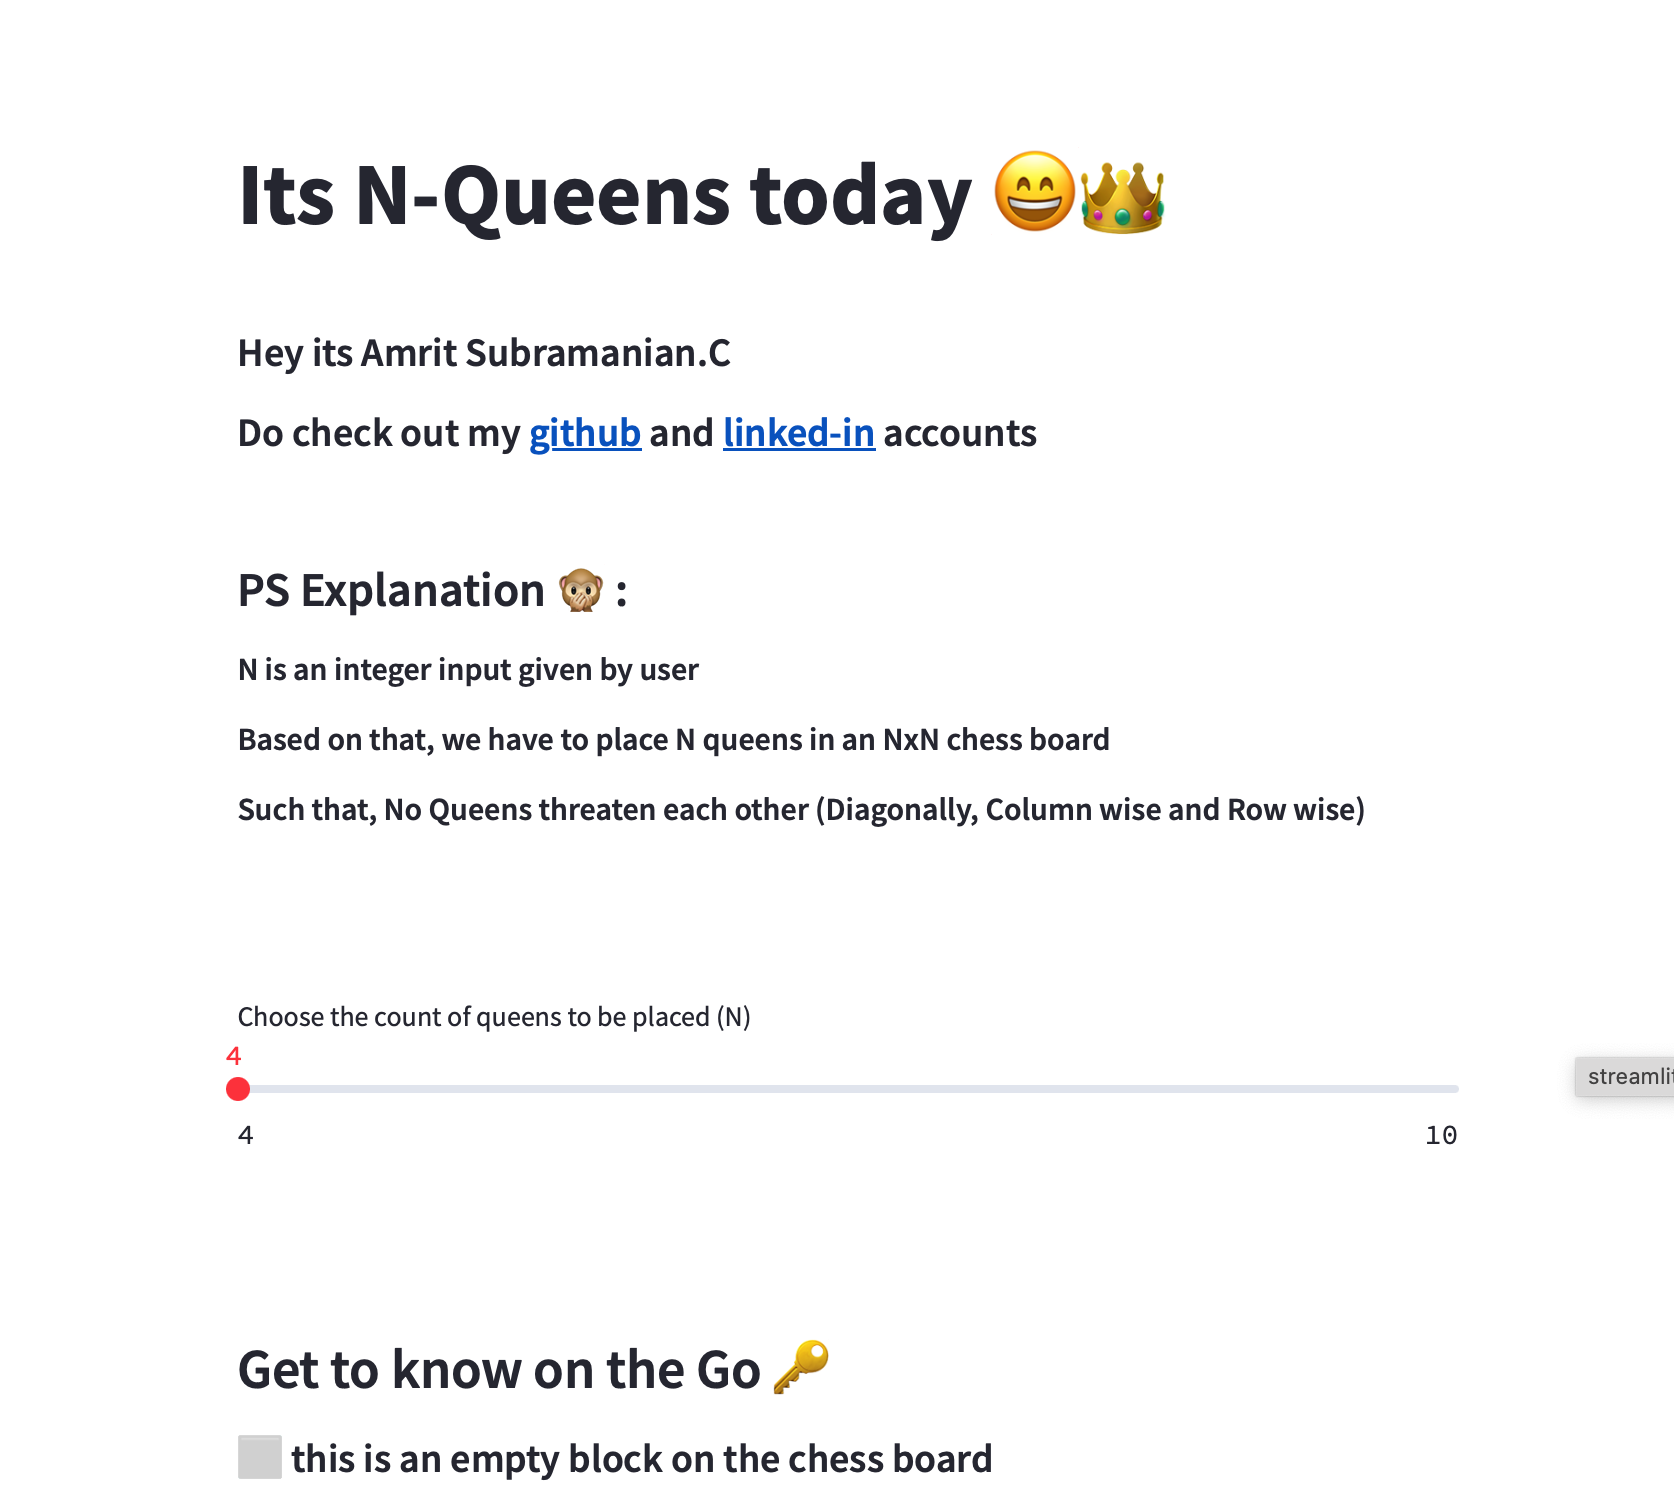 Its N-Queens today 😄👑
Hey its Amrit Subramanian.C
Do check out my github and linked-in accounts
PS Explanation 🙊 :
N is an integer input given by user
Based on that, we have to place N queens in an NxN chess board
Such that, No Queens threaten each other (Diagonally, Column wise and Row wise)
Choose the count of queens to be placed (N)
4
streamlit
4
10
Get to know on the Go 🔑
⬜ this is an empty block on the chess board